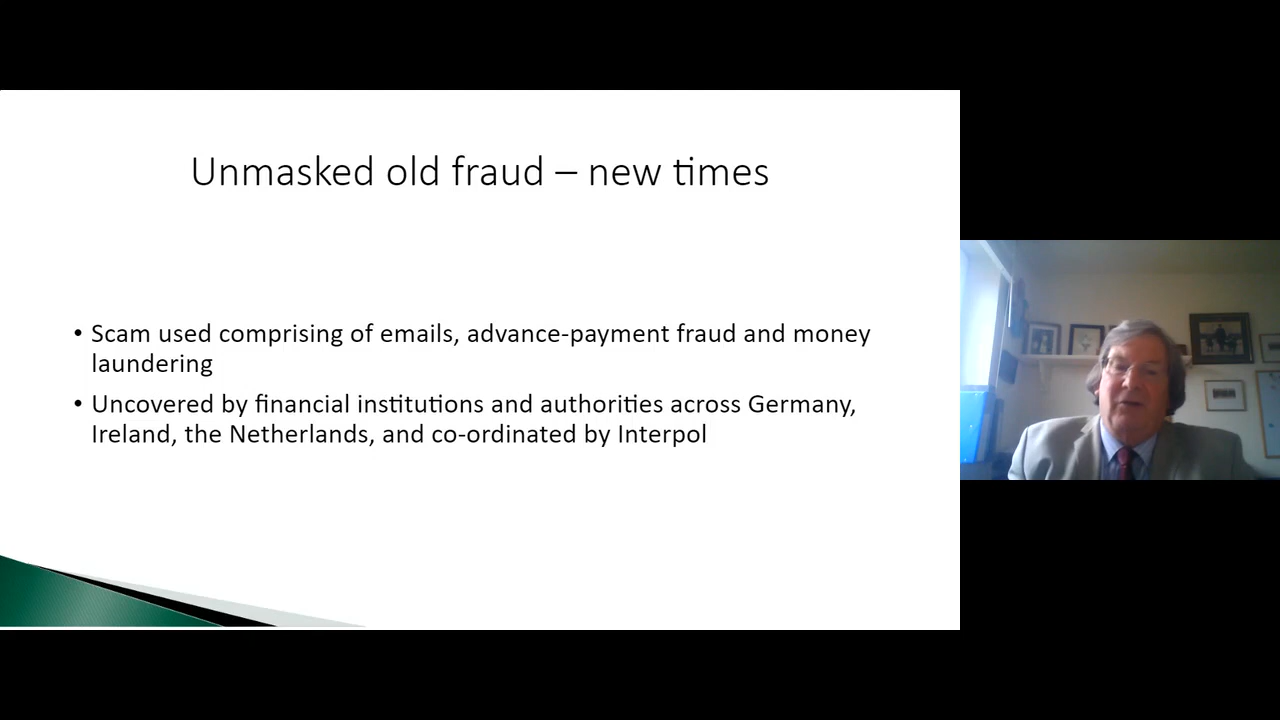 Unmasked old fraud – new times
• Scam used comprising of emails, advance-payment fraud and money
laundering
• Uncovered by financial institutions and authorities across Germany,
Ireland, the Netherlands, and co-ordinated by Interpol